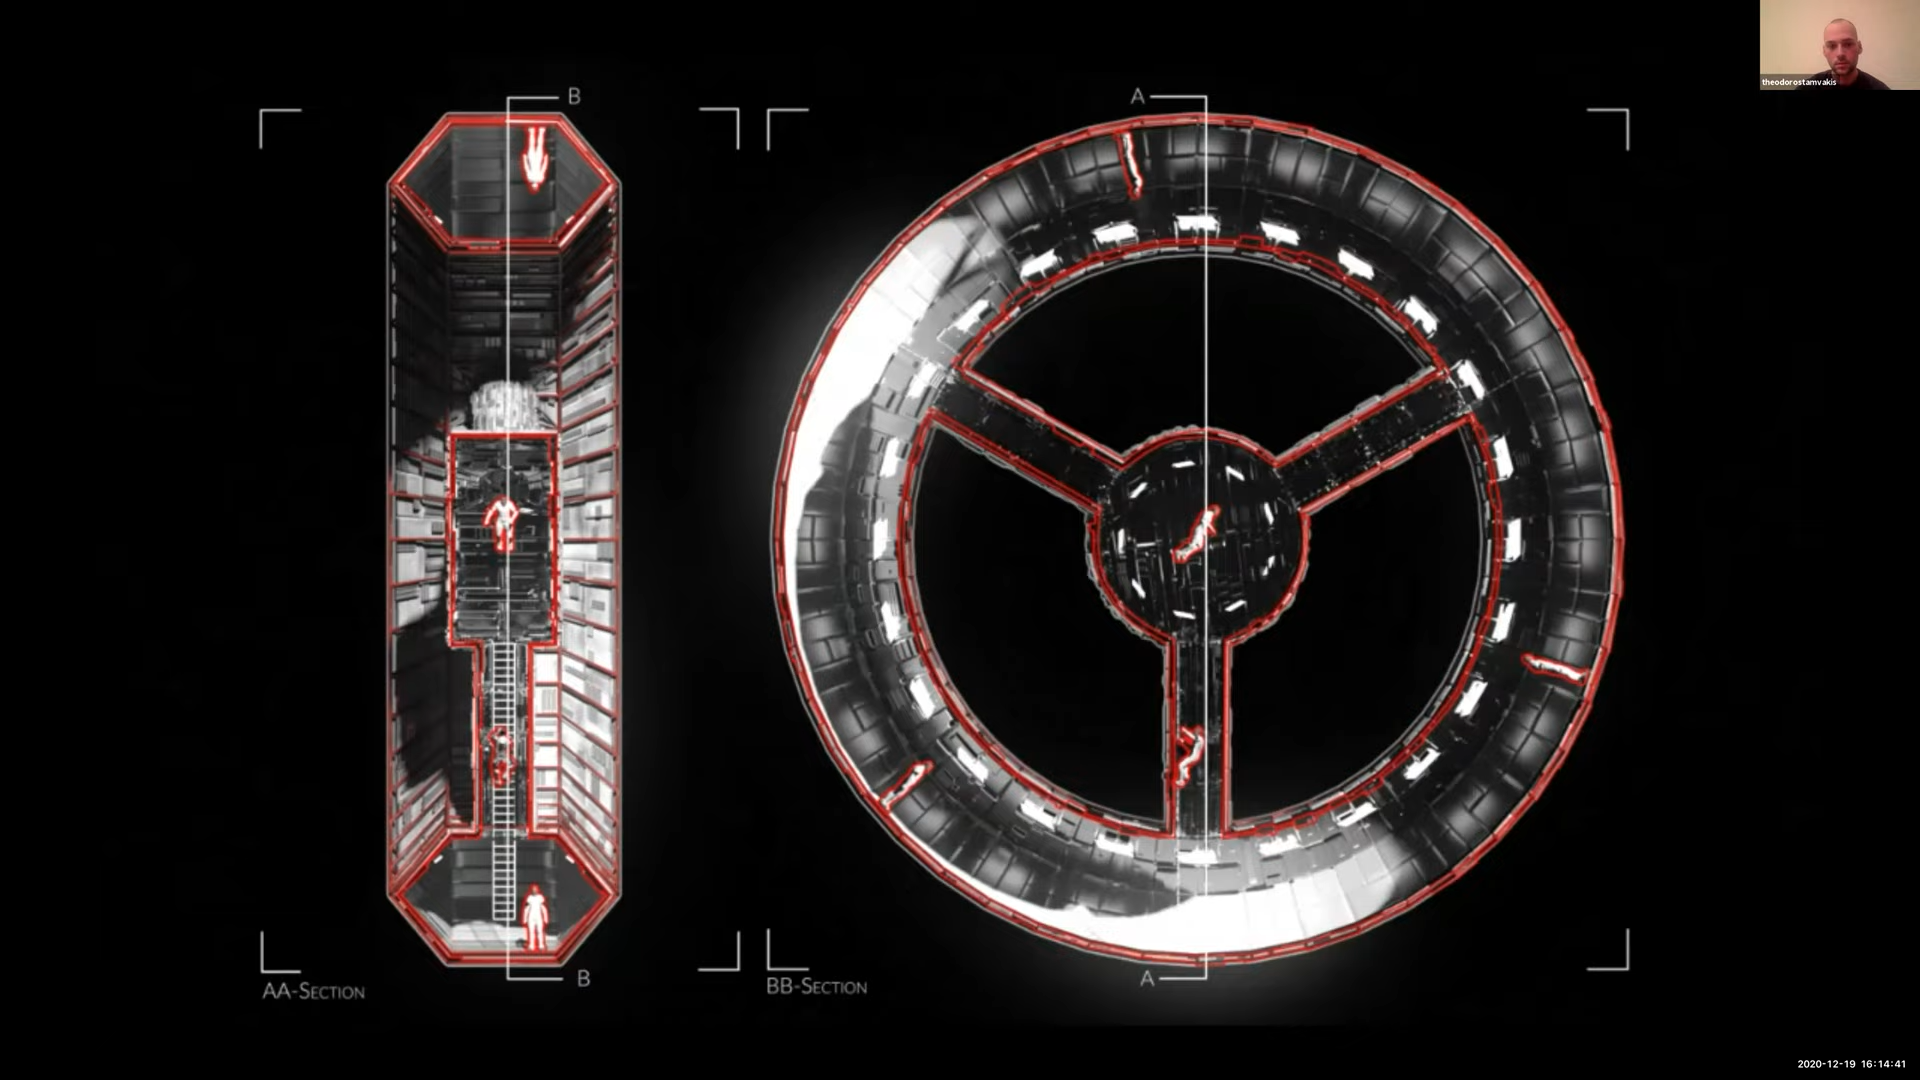 theodorostamvakis
B
A
B
A
AA-Section
BB-Section
2020-12-19 16:14:41